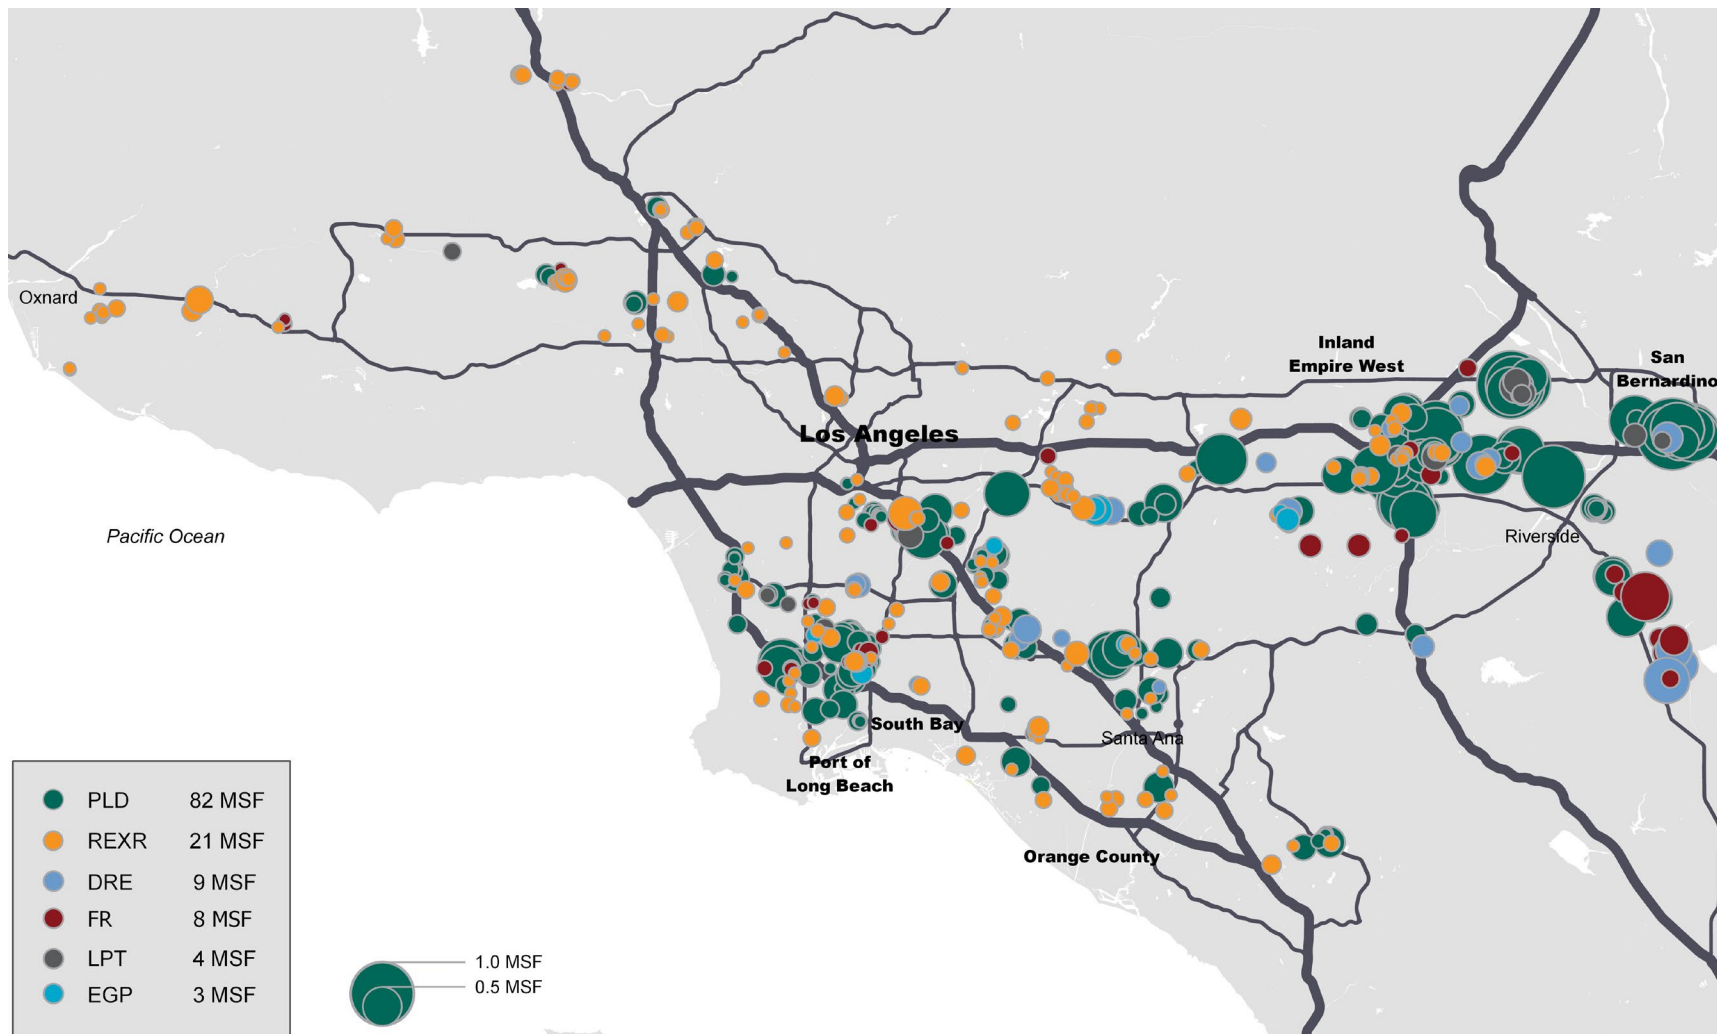 Oxnard
Inland
Empire West
San
Bernardino
Los Angeles
Pacific Ocean
Riverside
South Bay
Santa Ana
Port of
Long Beach
Orange County
PLD 82 MSF
REXR 21 MSF
DRE 9 MSF
FR 8 MSF
LPT 4 MSF
EGP 3 MSF
1.0 MSF
0.5 MSF